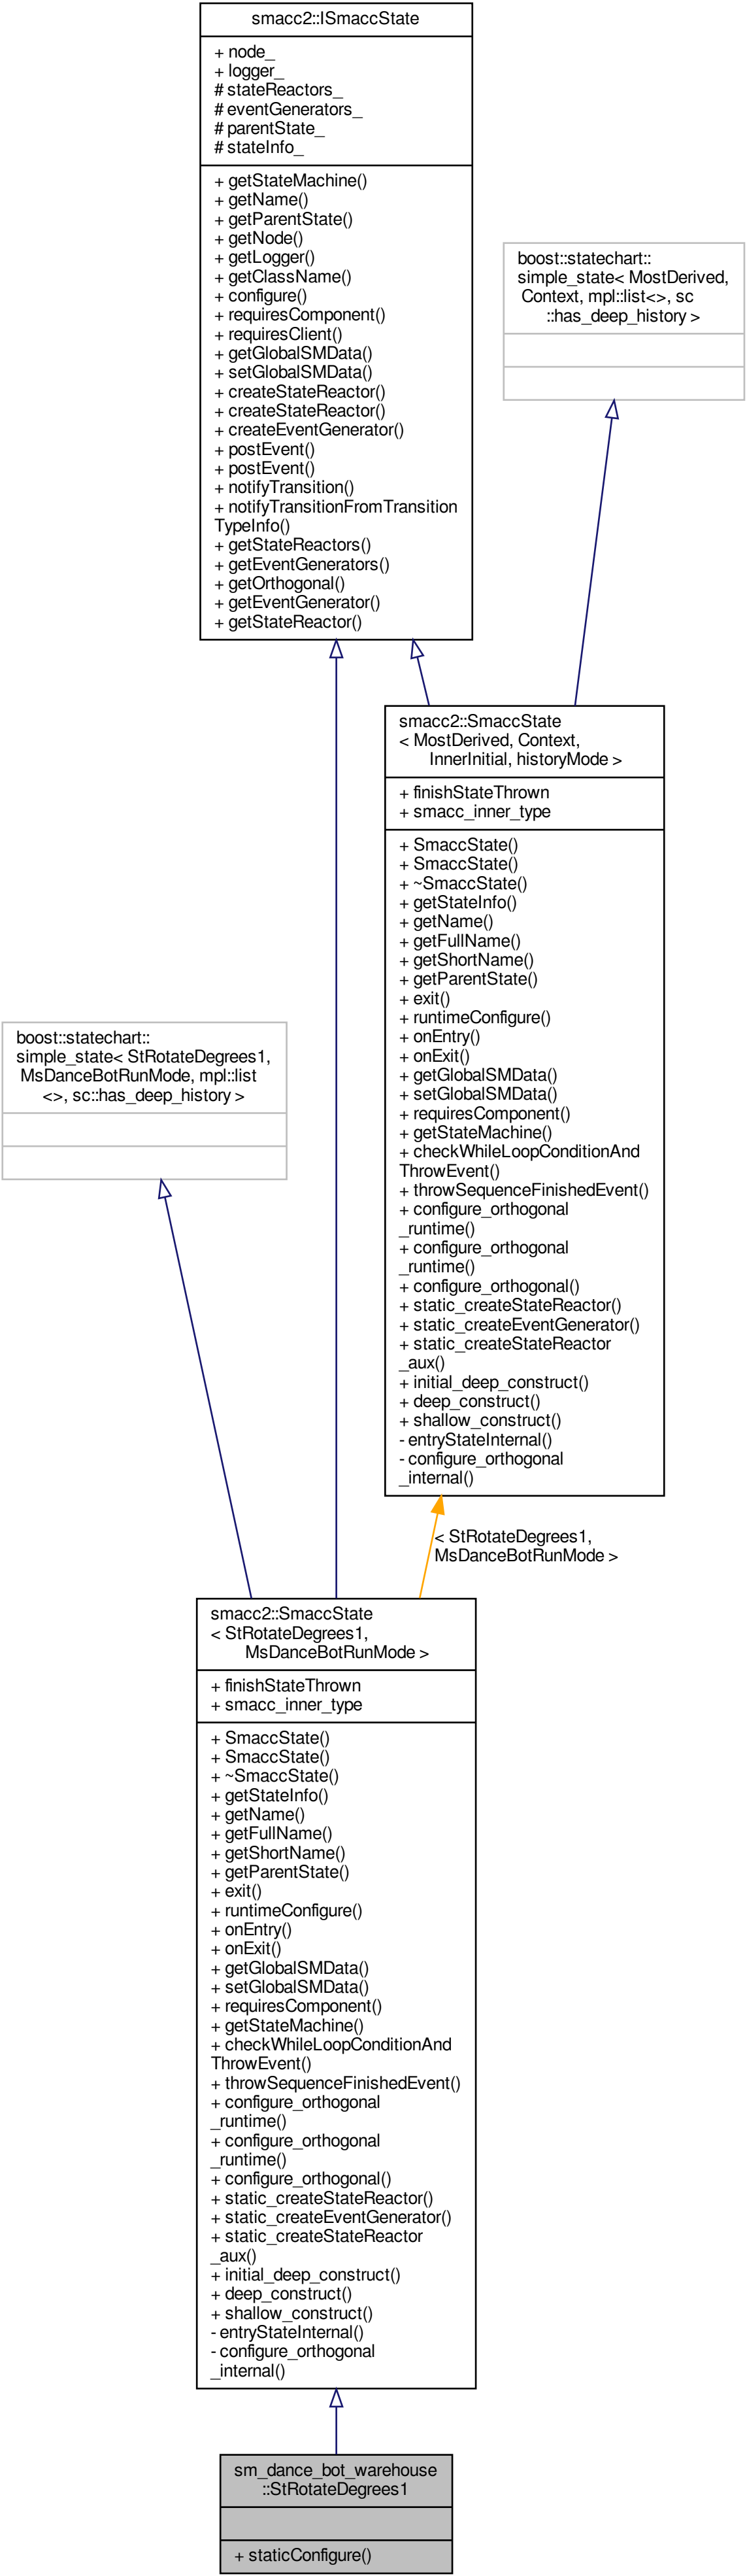 smacc2::ISmaccState
+ node_
+ logger_
# stateReactors_
# eventGenerators_
# parentState_
# stateInfo_
+ getStateMachine()
+ getName()
+ getParentState()
+ getNode()
+ getLogger()
+ getClassName()
+ configure()
+ requiresComponent()
+ requiresClient()
+ getGlobalSMData()
+ setGlobalSMData()
+ createStateReactor()
+ createStateReactor()
+ createEventGenerator()
+ postEvent()
+ postEvent()
+ notifyTransition()
+ notifyTransitionFromTransition
TypeInfo()
+ getStateReactors()
+ getEventGenerators()
+ getOrthogonal()
+ getEventGenerator()
+ getStateReactor()
boost::statechart::
simple_state< MostDerived,
Context, mpl::list<>, sc
::has_deep_history >
smacc2::SmaccState
< MostDerived, Context,
InnerInitial, historyMode >
+ finishStateThrown
+ smacc_inner_type
+ SmaccState()
+ SmaccState()
+ ~SmaccState()
+ getStateInfo()
+ getName()
+ getFullName()
+ getShortName()
+ getParentState()
+ exit()
+ runtimeConfigure()
+ onEntry()
+ onExit()
+ getGlobalSMData()
+ setGlobalSMData()
+ requiresComponent()
+ getStateMachine()
+ checkWhileLoopConditionAnd
ThrowEvent()
+ throwSequenceFinishedEvent()
+ configure_orthogonal
_runtime()
+ configure_orthogonal
_runtime()
+ configure_orthogonal()
+ static_createStateReactor()
+ static_createEventGenerator()
+ static_createStateReactor
_aux()
+ initial_deep_construct()
+ deep_construct()
+ shallow_construct()
- entryStateInternal()
- configure_orthogonal
_internal()
boost::statechart::
simple_state< StRotateDegrees1,
MsDanceBotRunMode, mpl::list
<>, sc::has_deep_history >
< StRotateDegrees1,
MsDanceBotRunMode >
smacc2::SmaccState
< StRotateDegrees1,
MsDanceBotRunMode >
+ finishStateThrown
+ smacc_inner_type
+ SmaccState()
+ SmaccState()
+ ~SmaccState()
+ getStateInfo()
+ getName()
+ getFullName()
+ getShortName()
+ getParentState()
+ exit()
+ runtimeConfigure()
+ onEntry()
+ onExit()
+ getGlobalSMData()
+ setGlobalSMData()
+ requiresComponent()
+ getStateMachine()
+ checkWhileLoopConditionAnd
ThrowEvent()
+ throwSequenceFinishedEvent()
+ configure_orthogonal
_runtime()
+ configure_orthogonal
_runtime()
+ configure_orthogonal()
+ static_createStateReactor()
+ static_createEventGenerator()
+ static_createStateReactor
_aux()
+ initial_deep_construct()
+ deep_construct()
+ shallow_construct()
- entryStateInternal()
- configure_orthogonal
_internal()
sm_dance_bot_warehouse
::StRotateDegrees1
+ staticConfigure()